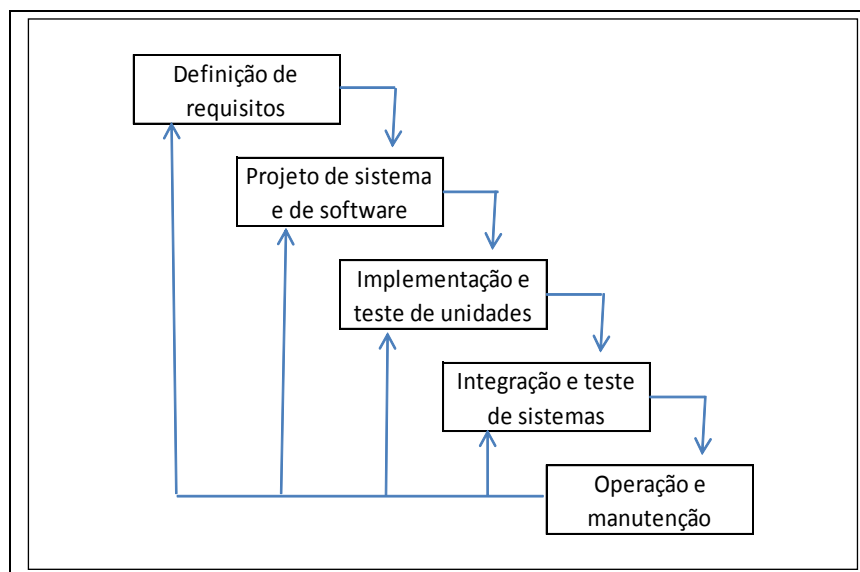 Definição de
requisitos
Projeto de sistema
e de software
Implementação e
teste de unidades
Integração e teste
de sistemas
Operação e
manutenção